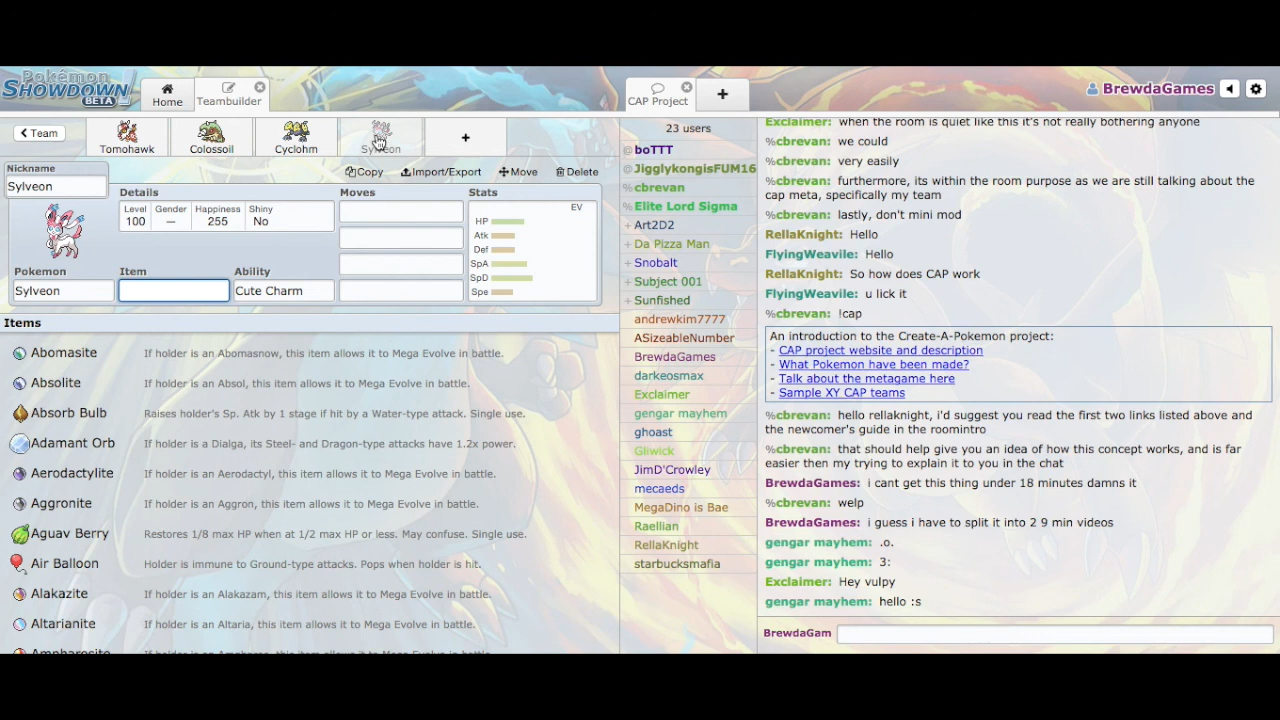 Pokémon
SHOWDOWN
BETA
Home
Teambuilder
CAP Project
+
BrewdaGames
< Team
Tomohawk
Colossoil
Cyclohm
Sylveon
+
Copy
Import/Export
Move
Delete
Nickname
Sylveon
Details
Level
100
Gender
—
Happiness
255
Shiny
No
Pokemon
Sylveon
Item
Ability
Cute Charm
Moves
Stats
EV
HP
Atk
Def
SpA
SpD
Spe
Items
Abomasite If holder is an Abomasnow, this item allows it to Mega Evolve in battle.
Absolite If holder is an Absol, this item allows it to Mega Evolve in battle.
Absorb Bulb Raises holder's Sp. Atk by 1 stage if hit by a Water-type attack. Single use.
Adamant Orb If holder is a Dialga, its Steel- and Dragon-type attacks have 1.2x power.
Aerodactylite If holder is an Aerodactyl, this item allows it to Mega Evolve in battle.
Aggronite If holder is an Aggron, this item allows it to Mega Evolve in battle.
Aguav Berry Restores 1/8 max HP when at 1/2 max HP or less. May confuse. Single use.
Air Balloon Holder is immune to Ground-type attacks. Pops when holder is hit.
Alakazite If holder is an Alakazam, this item allows it to Mega Evolve in battle.
Altarianite If holder is an Altaria, this item allows it to Mega Evolve in battle.
Ampharosite If holder is an Ampharos, this item allows it to Mega Evolve in battle.
23 users
@boTTT
@JigglykongisFUM16
%cbrevan
%Elite Lord Sigma
+Art2D2
+Da Pizza Man
+Snobalt
+Subject 001
+Sunfished
andrewkim7777
ASizeableNumber
BrewdaGames
darkeosmax
Exclaimer
gengar mayhem
ghoast
Gliwick
JimD'Crowley
mecaeds
MegaDino is Bae
Raellian
RellaKnight
starbucksmafia
Exclaimer: when the room is quiet like this it's not really bothering anyone
%cbrevan: we could
%cbrevan: very easily
%cbrevan: furthermore, its within the room purpose as we are still talking about the
cap meta, specifically my team
%cbrevan: lastly, don't mini mod
RellaKnight: Hello
FlyingWeavile: Hello
RellaKnight: So how does CAP work
FlyingWeavile: u lick it
%cbrevan: !cap
An introduction to the Create-A-Pokemon project:
- CAP project website and description
- What Pokemon have been made?
- Talk about the metagame here
- Sample XY CAP teams
%cbrevan: hello rellaknight, i'd suggest you read the first two links listed above and
the newcomer's guide in the roomintro
%cbrevan: that should help give you an idea of how this concept works, and is far
easier then my trying to explain it to you in the chat
BrewdaGames: i cant get this thing under 18 minutes damns it
%cbrevan: welp
BrewdaGames: i guess i have to split it into 2 9 min videos
gengar mayhem: .o.
gengar mayhem: 3:
Exclaimer: Hey vulpy
gengar mayhem: hello :s
BrewdaGam